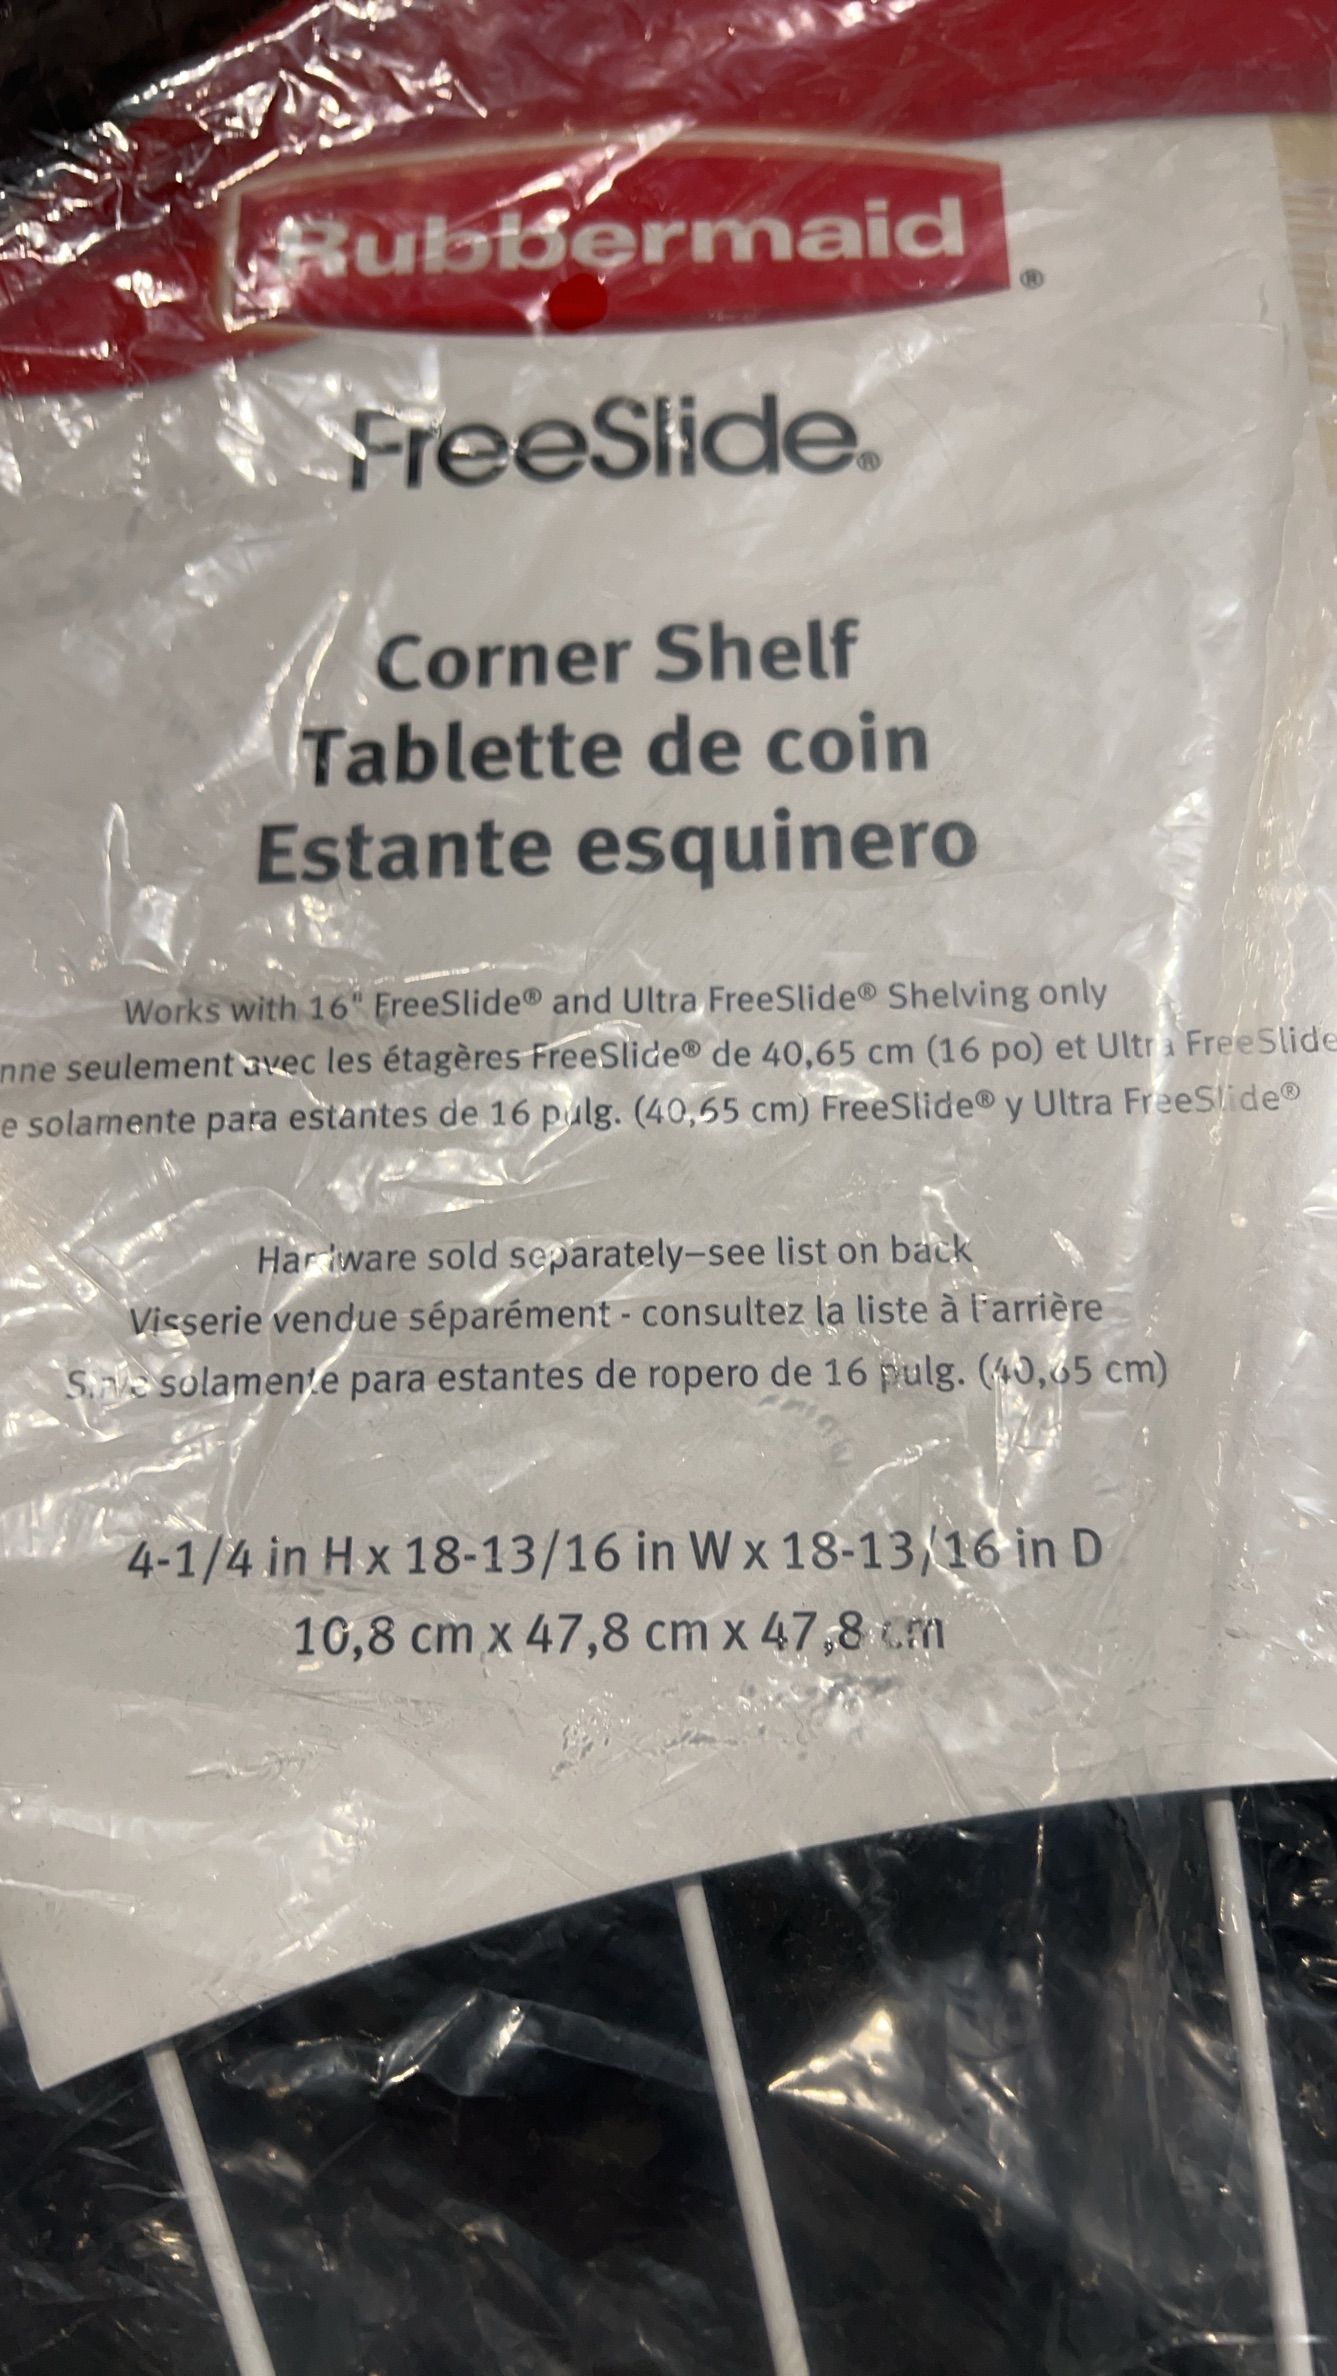 Rubbermaid®
FreeSlide®
Corner Shelf
Tablette de coin
Estante esquinero
Works with 16" FreeSlide® and Ultra FreeSlide® Shelving only
nne seulement avec les étagères FreeSlide® de 40,65 cm (16 po) et Ultra FreeSlide
e solamente para estantes de 16 pulg. (40,65 cm) FreeSlide® y Ultra FreeSlide®
Hardware sold separately–see list on back
Visserie vendue séparément - consultez la liste à l'arrière
Sirve solamente para estantes de ropero de 16 pulg. (40,65 cm)
4-1/4 in H x 18-13/16 in W x 18-13/16 in D
10,8 cm x 47,8 cm x 47,8 cm